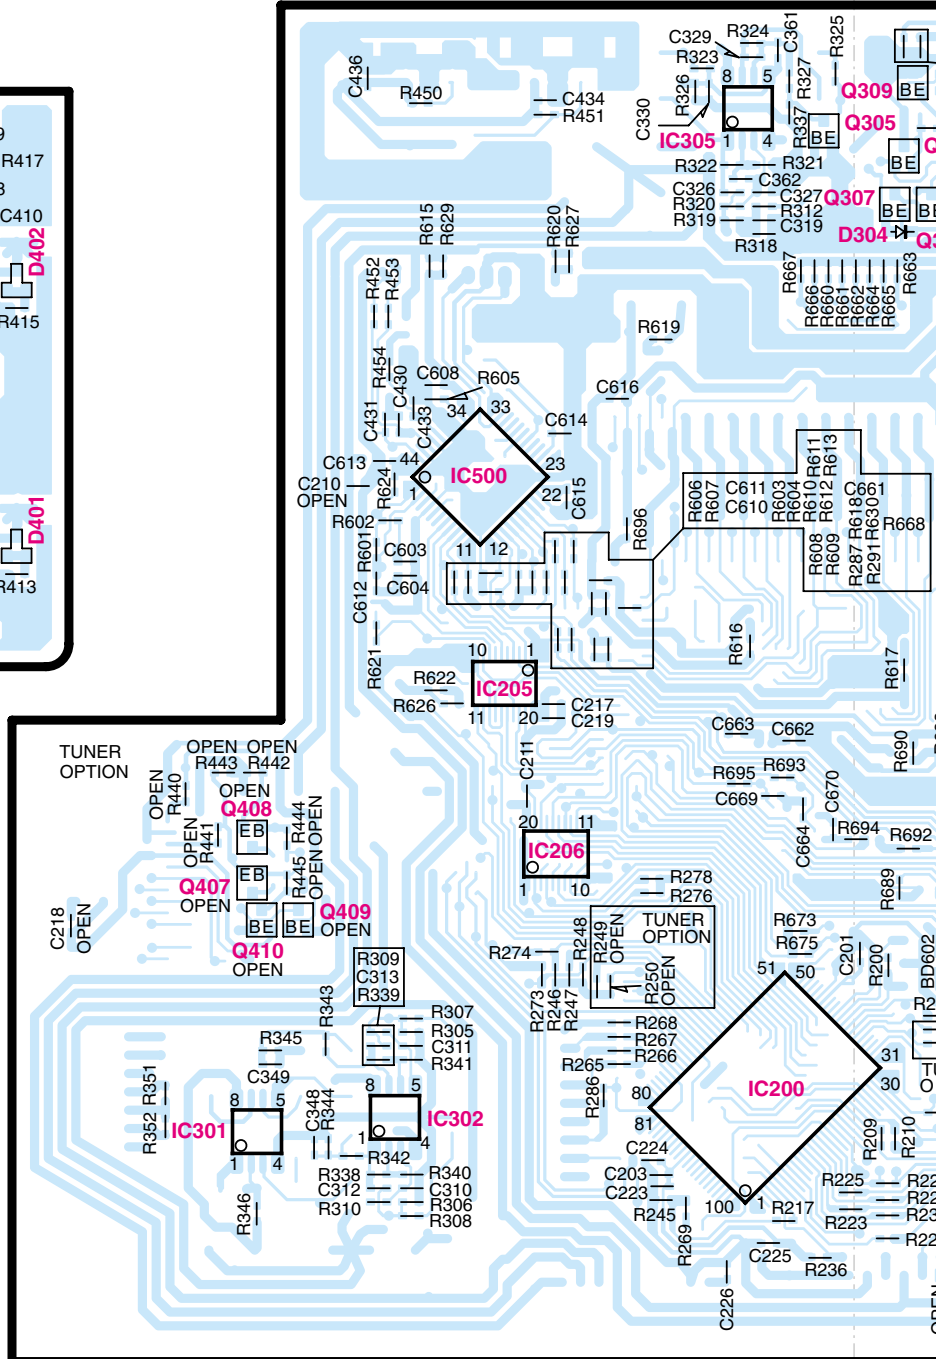 C329
R324
C361
R325
R323
C436
R450
C434
R451
R326
C330
8
5
R327
R337
Q309
BE
Q305
BE
IC305
1
4
BE
R417
C410
D402
R415
R322
R321
C362
C326
C327
R320
R312
R319
C319
R318
Q307
BE
BE
D304
R615
R629
R620
R627
R452
R453
R667
R666
R660
R661
R662
R664
R665
R663
R619
R454
C430
C608
R605
C616
C431
C433
34
33
C614
C613
44
IC500
23
C210
OPEN
R624
1
22
C615
R602
R601
11
12
C603
C604
C612
R696
R606
R607
C611
C610
R603
R604
R610
R611
R612
R613
C661
R608
R609
R287
R618
R291
R630
R668
D401
R413
R621
10
1
IC205
R622
R626
11
20
C217
C219
R616
R617
C663
C662
R690
TUNER
OPTION
OPEN
R443
OPEN
R442
OPEN
R440
OPEN
Q408
EB
OPEN
R441
R444
OPEN
C211
R695
R693
C669
C670
C664
R694
R692
20
11
IC206
1
10
Q407
OPEN
EB
R445
OPEN
R278
R276
R689
C218
OPEN
BE
BE
Q409
OPEN
Q410
OPEN
TUNER
OPTION
R248
R249
OPEN
R250
OPEN
R274
R273
R246
R247
R673
R675
C201
R200
BD602
R309
C313
R339
51
50
R343
R307
R305
C311
R341
R268
R267
R266
R265
R345
C349
31
30
IC200
R286
80
81
R351
R352
8
5
IC301
1
4
C348
R344
8
5
IC302
1
4
R342
R338
C312
R310
R340
C310
R306
R308
R346
C224
C203
C223
R245
R269
100
1
R217
C225
C226
R236
R209
R210
R225
R223